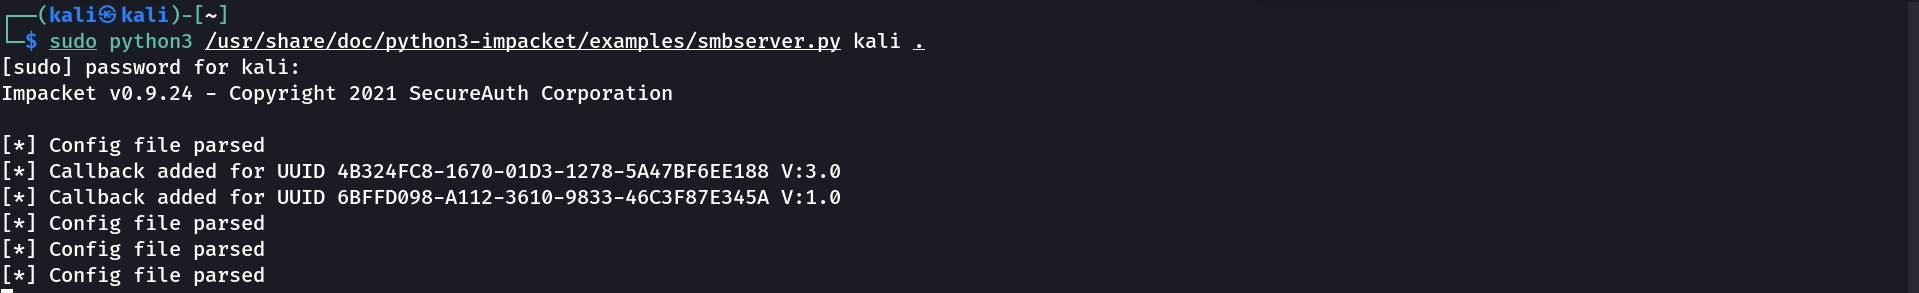 ┌──(kali㉿kali)-[~]
└─$ sudo python3 /usr/share/doc/python3-impacket/examples/smbserver.py kali .
[sudo] password for kali:
Impacket v0.9.24 - Copyright 2021 SecureAuth Corporation
[*] Config file parsed
[*] Callback added for UUID 4B324FC8-1670-01D3-1278-5A47BF6EE188 V:3.0
[*] Callback added for UUID 6BFFD098-A112-3610-9833-46C3F87E345A V:1.0
[*] Config file parsed
[*] Config file parsed
[*] Config file parsed